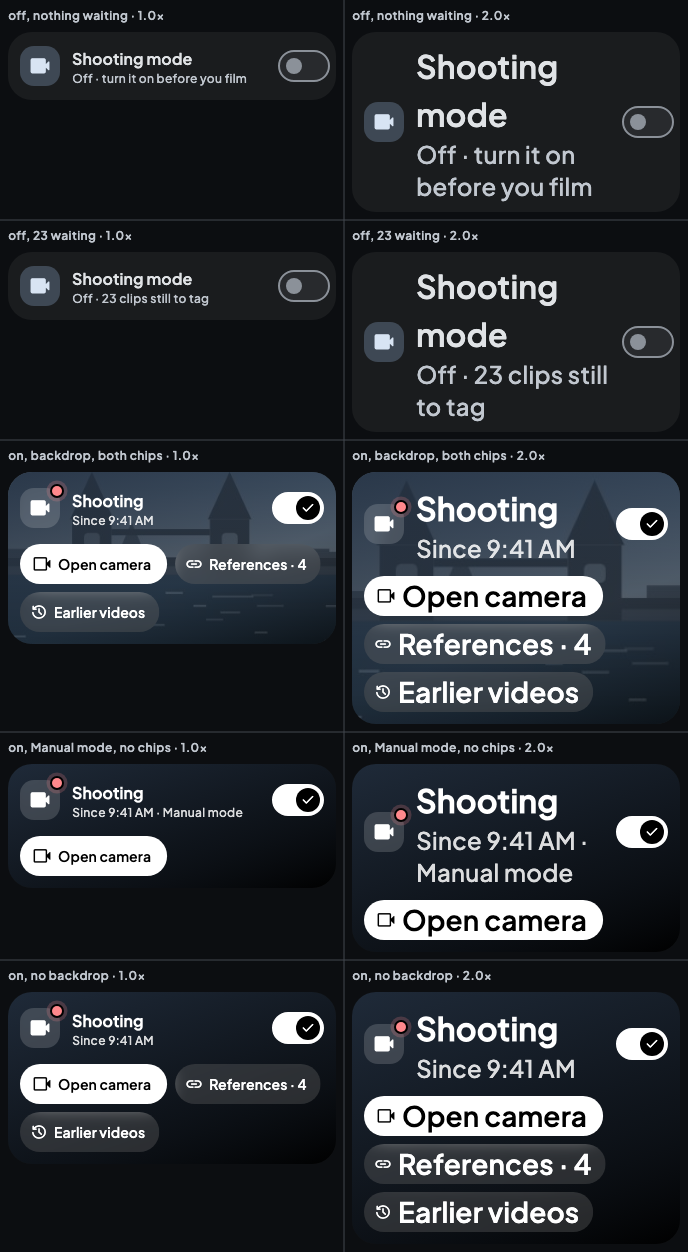 off, nothing waiting · 1.0×
Shooting mode
Off · turn it on before you film
off, nothing waiting · 2.0×
Shooting
mode
Off · turn it on
before you film
off, 23 waiting · 1.0×
Shooting mode
Off · 23 clips still to tag
off, 23 waiting · 2.0×
Shooting
mode
Off · 23 clips still
to tag
on, backdrop, both chips · 1.0×
Shooting
Since 9:41 AM
Open camera
References · 4
Earlier videos
on, backdrop, both chips · 2.0×
Shooting
Since 9:41 AM
Open camera
References · 4
Earlier videos
on, Manual mode, no chips · 1.0×
Shooting
Since 9:41 AM · Manual mode
Open camera
on, Manual mode, no chips · 2.0×
Shooting
Since 9:41 AM ·
Manual mode
Open camera
on, no backdrop · 1.0×
Shooting
Since 9:41 AM
Open camera
References · 4
Earlier videos
on, no backdrop · 2.0×
Shooting
Since 9:41 AM
Open camera
References · 4
Earlier videos